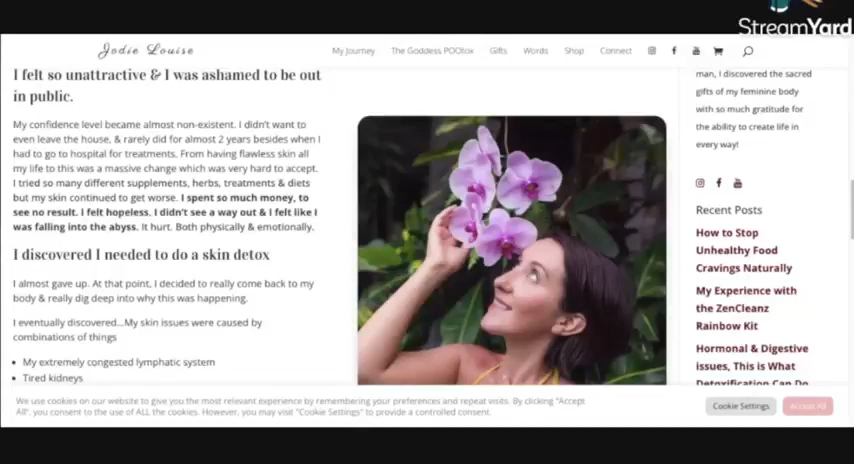 StreamYard
Jodie Louise
My Journey The Goddess POOtox Gifts Words Shop Connect
I felt so unattractive & I was ashamed to be out
in public.
My confidence level became almost non-existent. I didn't want to
even leave the house, & rarely did for almost 2 years besides when I
had to go to hospital for treatments. From having flawless skin all
my life to this was a massive change which was very hard to accept.
I tried so many different supplements, herbs, treatments & diets
but my skin continued to get worse. I spent so much money, to
see no result. I felt hopeless. I didn't see a way out & I felt like I
was falling into the abyss. It hurt. Both physically & emotionally.
I discovered I needed to do a skin detox
I almost gave up. At that point, I decided to really come back to my
body & really dig deep into why this was happening.
I eventually discovered...My skin issues were caused by
combinations of things
• My extremely congested lymphatic system
• Tired kidneys
man, I discovered the sacred
gifts of my feminine body
with so much gratitude for
the ability to create life in
every way!
Recent Posts
How to Stop
Unhealthy Food
Cravings Naturally
My Experience with
the ZenCleanz
Rainbow Kit
Hormonal & Digestive
issues, This is What
Detoxification Can Do
We use cookies on our website to give you the most relevant experience by remembering your preferences and repeat visits. By clicking "Accept
All", you consent to the use of ALL the cookies. However, you may visit "Cookie Settings" to provide a controlled consent.
Cookie Settings
Accept All